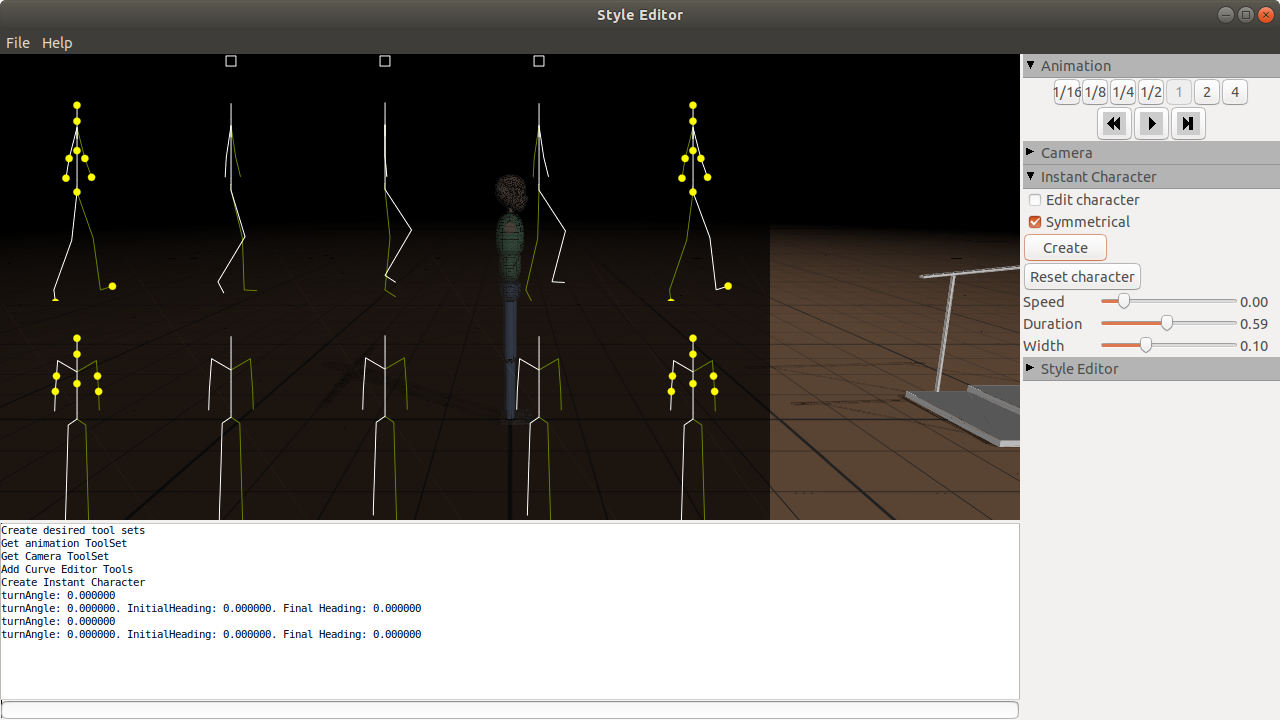 Style Editor
File Help
Animation
1/16 1/8 1/4 1/2 1 2 4
Camera
Instant Character
Edit character
Symmetrical
Create
Reset character
Speed 0.00
Duration 0.59
Width 0.10
Style Editor
Create desired tool sets
Get animation ToolSet
Get Camera ToolSet
Add Curve Editor Tools
Create Instant Character
turnAngle: 0.000000
turnAngle: 0.000000. InitialHeading: 0.000000. Final Heading: 0.000000
turnAngle: 0.000000
turnAngle: 0.000000. InitialHeading: 0.000000. Final Heading: 0.000000